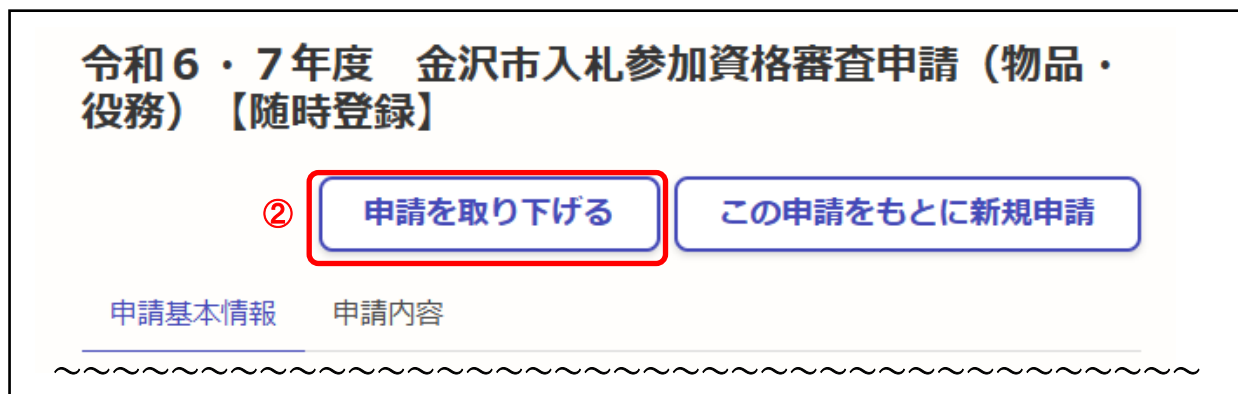 令和６・７年度　金沢市入札参加資格審査申請（物品・
役務）【随時登録】
② 申請を取り下げる この申請をもとに新規申請
申請基本情報 申請内容
～～～～～～～～～～～～～～～～～～～～～～～～～～～～～～～～～～～～～～～